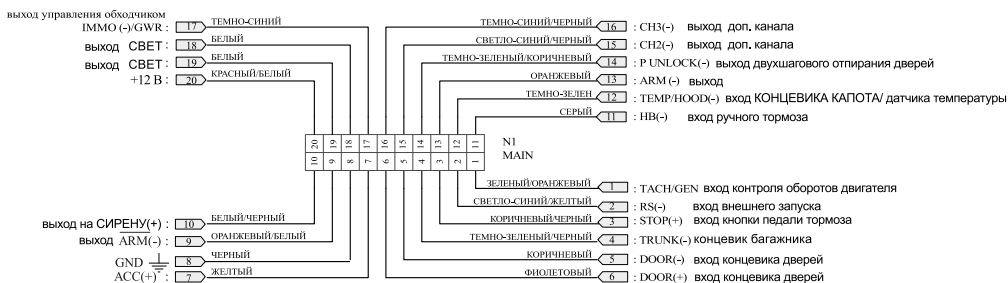 выход управления обходчиком
IMMO (-)/GWR : 17 ТЕМНО-СИНИЙ
выход СВЕТ : 18 БЕЛЫЙ
выход СВЕТ : 19 БЕЛЫЙ
+12 В : 20 КРАСНЫЙ/БЕЛЫЙ
ТЕМНО-СИНИЙ/ЧЕРНЫЙ 16 : CH3(-) выход доп. канала
СВЕТЛО-СИНИЙ/ЧЕРНЫЙ 15 : CH2(-) выход доп. канала
ТЕМНО-ЗЕЛЕНЫЙ/КОРИЧНЕВЫЙ 14 : P UNLOCK(-) выход двухшагового отпирания дверей
ОРАНЖЕВЫЙ 13 : ARM (-) выход
ТЕМНО-ЗЕЛЕН 12 : TEMP/HOOD(-) вход КОНЦЕВИКА КАПОТА/ датчика температуры
СЕРЫЙ 11 : HB(-) вход ручного тормоза
20 19 18 17 16 15 14 13 12 11
10 9 8 7 6 5 4 3 2 1
N1
MAIN
выход на СИРЕНУ(+) : 10 БЕЛЫЙ/ЧЕРНЫЙ
выход ARM(-) : 9 ОРАНЖЕВЫЙ/БЕЛЫЙ
GND : 8 ЧЕРНЫЙ
ACC(+) : 7 ЖЕЛТЫЙ
ЗЕЛЕНЫЙ/ОРАНЖЕВЫЙ 1 : TACH/GEN вход контроля оборотов двигателя
СВЕТЛО-СИНИЙ/ЖЕЛТЫЙ 2 : RS(-) вход внешнего запуска
КОРИЧНЕВЫЙ/ЧЕРНЫЙ 3 : STOP(+) вход кнопки педали тормоза
ТЕМНО-ЗЕЛЕНЫЙ/ЧЕРНЫЙ 4 : TRUNK(-) концевик багажника
КОРИЧНЕВЫЙ 5 : DOOR(-) вход концевика дверей
ФИОЛЕТОВЫЙ 6 : DOOR(+) вход концевика дверей